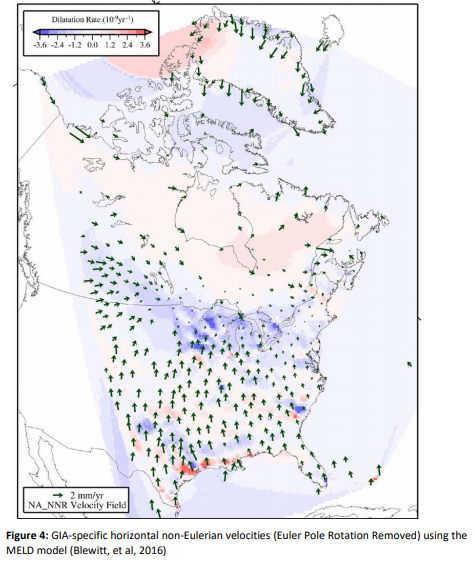 Dilatation Rate (10⁻⁹yr⁻¹)
-3.6 -2.4 -1.2 0.0 1.2 2.4 3.6
2 mm/yr
NA_NNR Velocity Field
Figure 4: GIA-specific horizontal non-Eulerian velocities (Euler Pole Rotation Removed) using the
MELD model (Blewitt, et al, 2016)